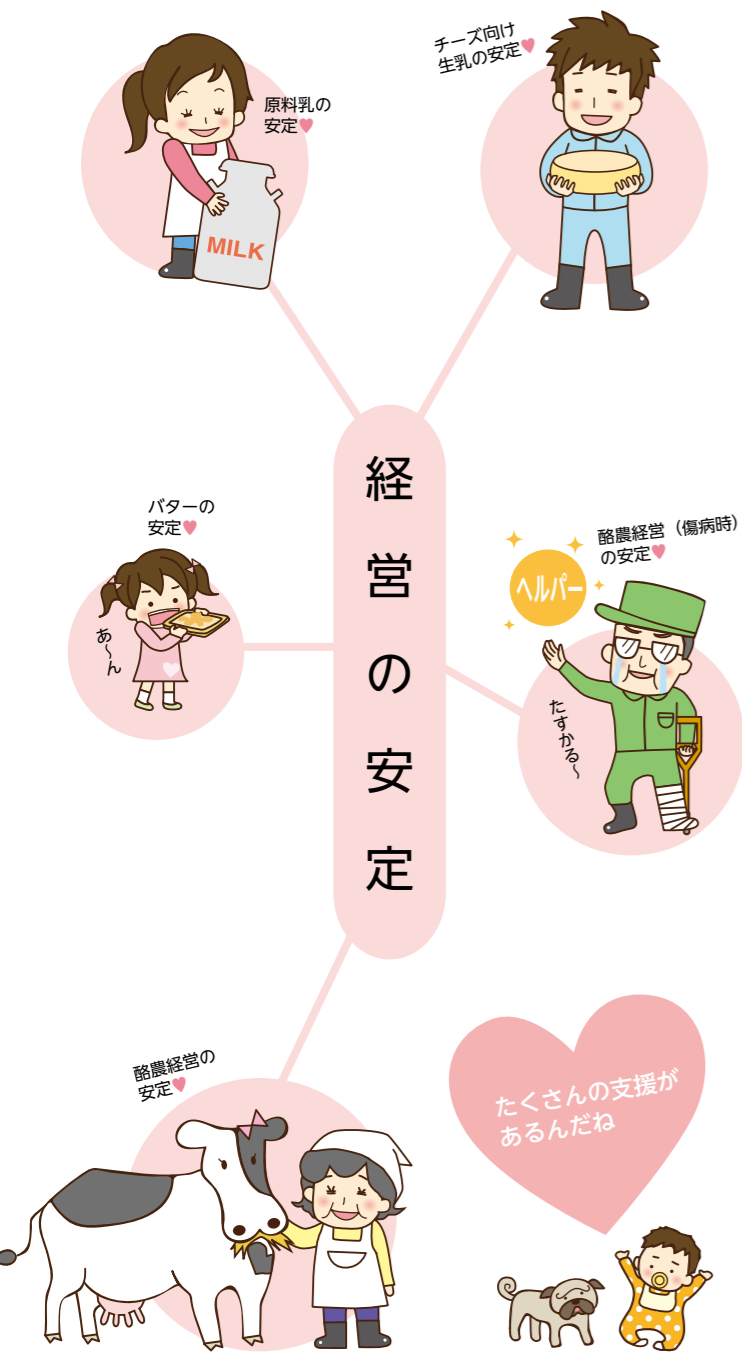 原料乳の
安定♥
MILK
チーズ向け
生乳の安定♥
経営の安定
バターの
安定♥
あ〜ん
酪農経営（傷病時）
の安定♥
ヘルパー
たすかる〜
酪農経営の
安定♥
たくさんの支援が
あるんだね